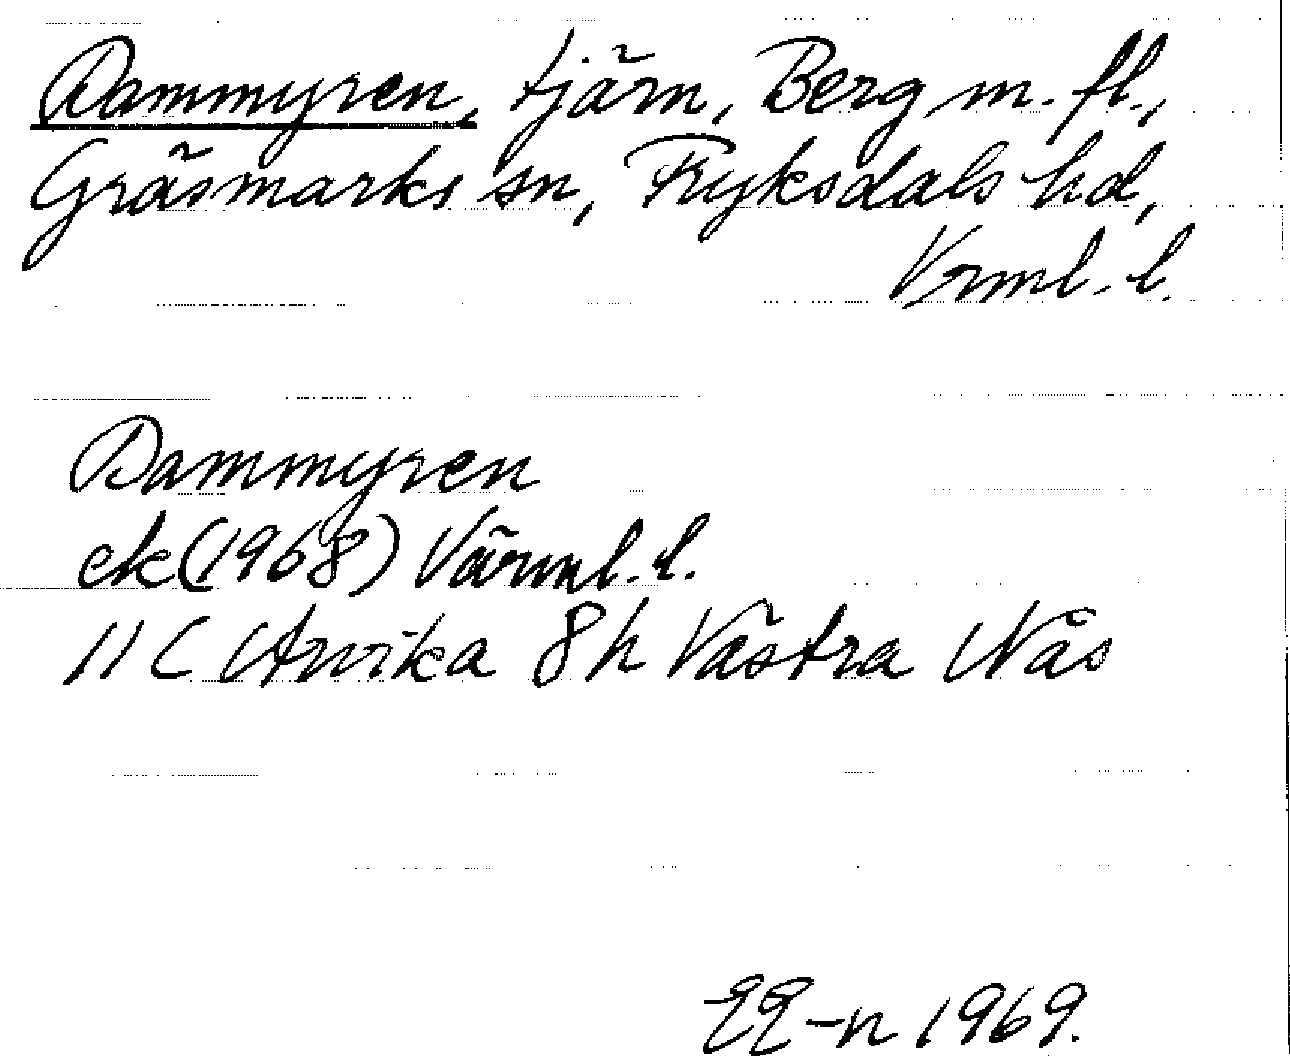 Dammyren, tjärn, Berg m. fl.,
Gräsmarks sn, Fryksdals hd,
Vrml. l.
Dammyren
ek (1968) Värml. l.
11 C Arvika 8h Västra Näs
EE-n 1969.